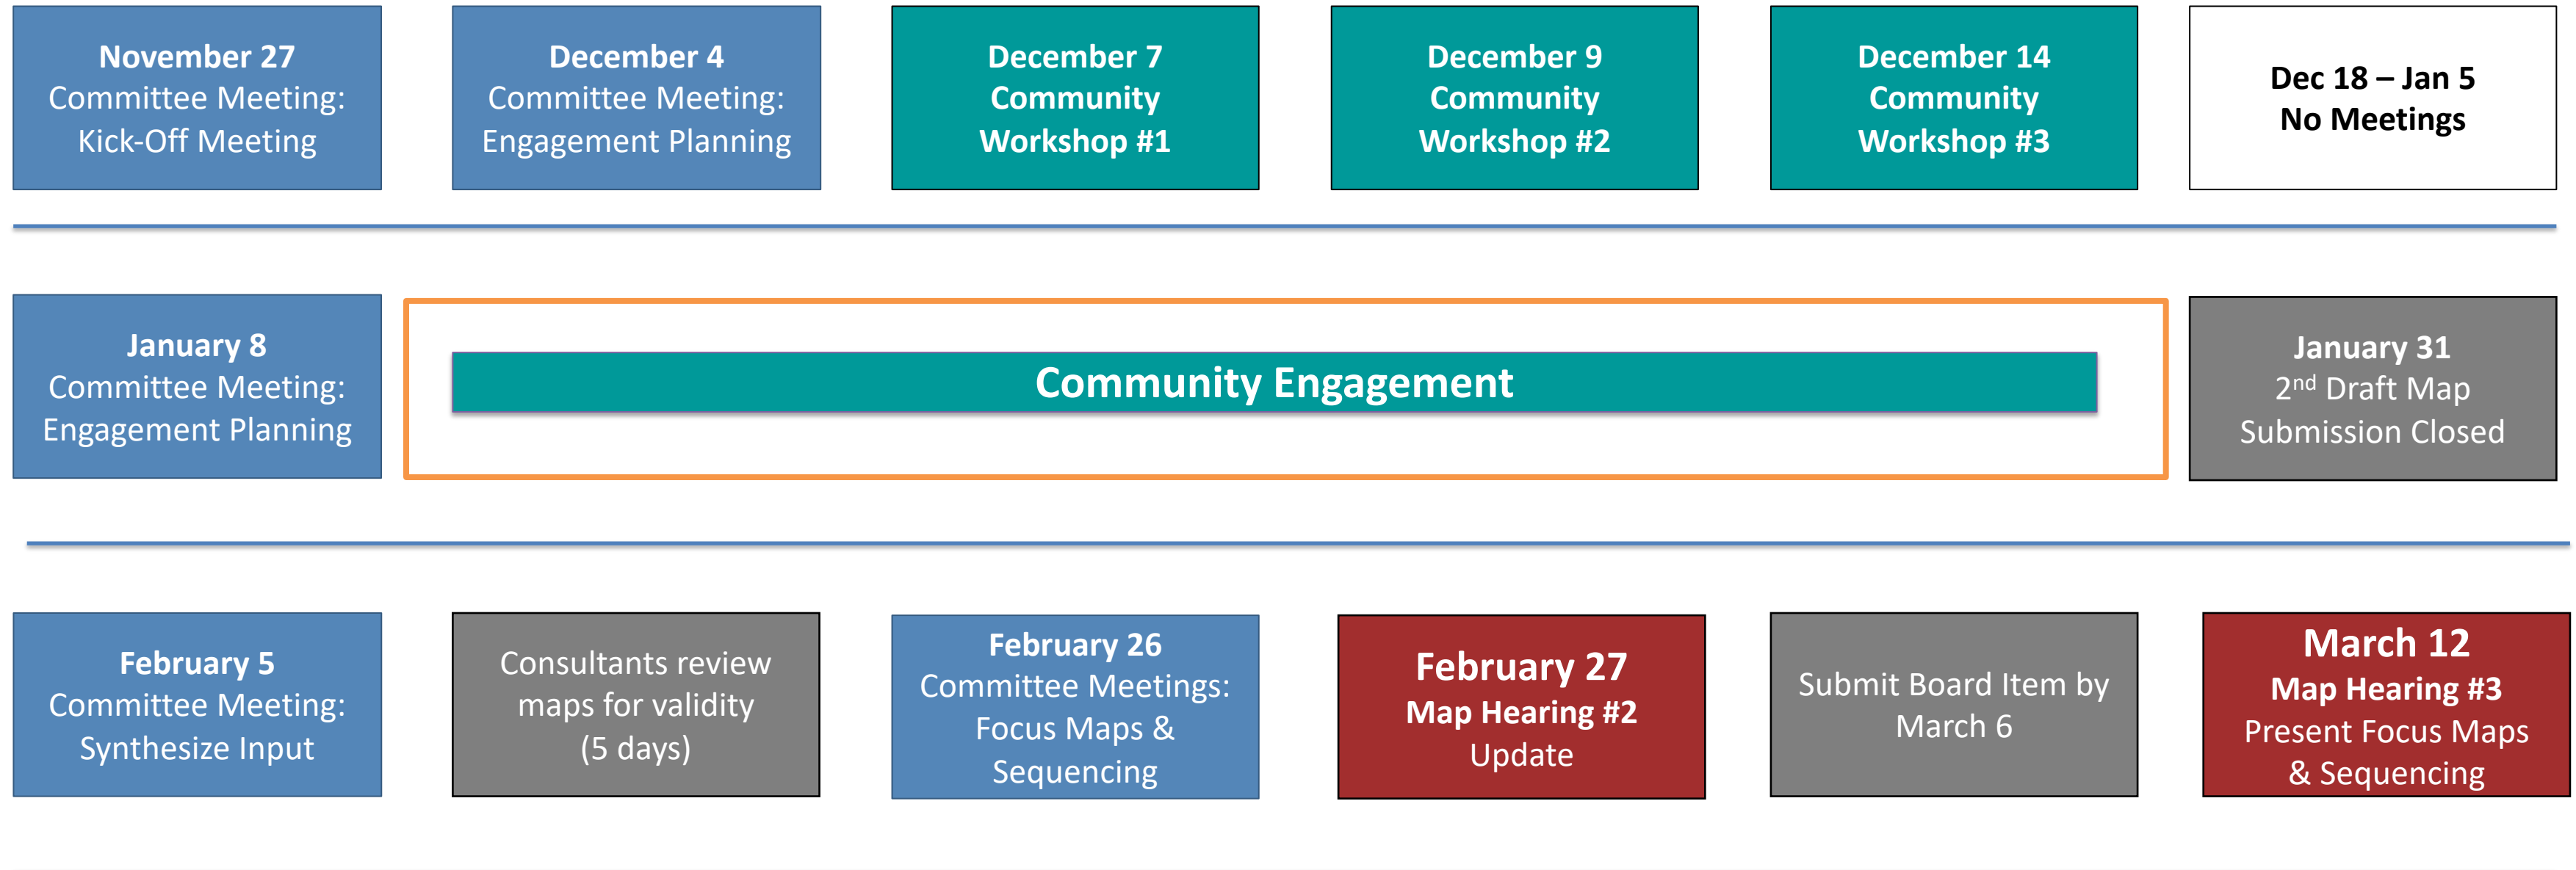 November 27
Committee Meeting:
Kick-Off Meeting
December 4
Committee Meeting:
Engagement Planning
December 7
Community
Workshop #1
December 9
Community
Workshop #2
December 14
Community
Workshop #3
Dec 18 – Jan 5
No Meetings
January 8
Committee Meeting:
Engagement Planning
Community Engagement
January 31
2nd Draft Map
Submission Closed
February 5
Committee Meeting:
Synthesize Input
Consultants review
maps for validity
(5 days)
February 26
Committee Meetings:
Focus Maps &
Sequencing
February 27
Map Hearing #2
Update
Submit Board Item by
March 6
March 12
Map Hearing #3
Present Focus Maps
& Sequencing